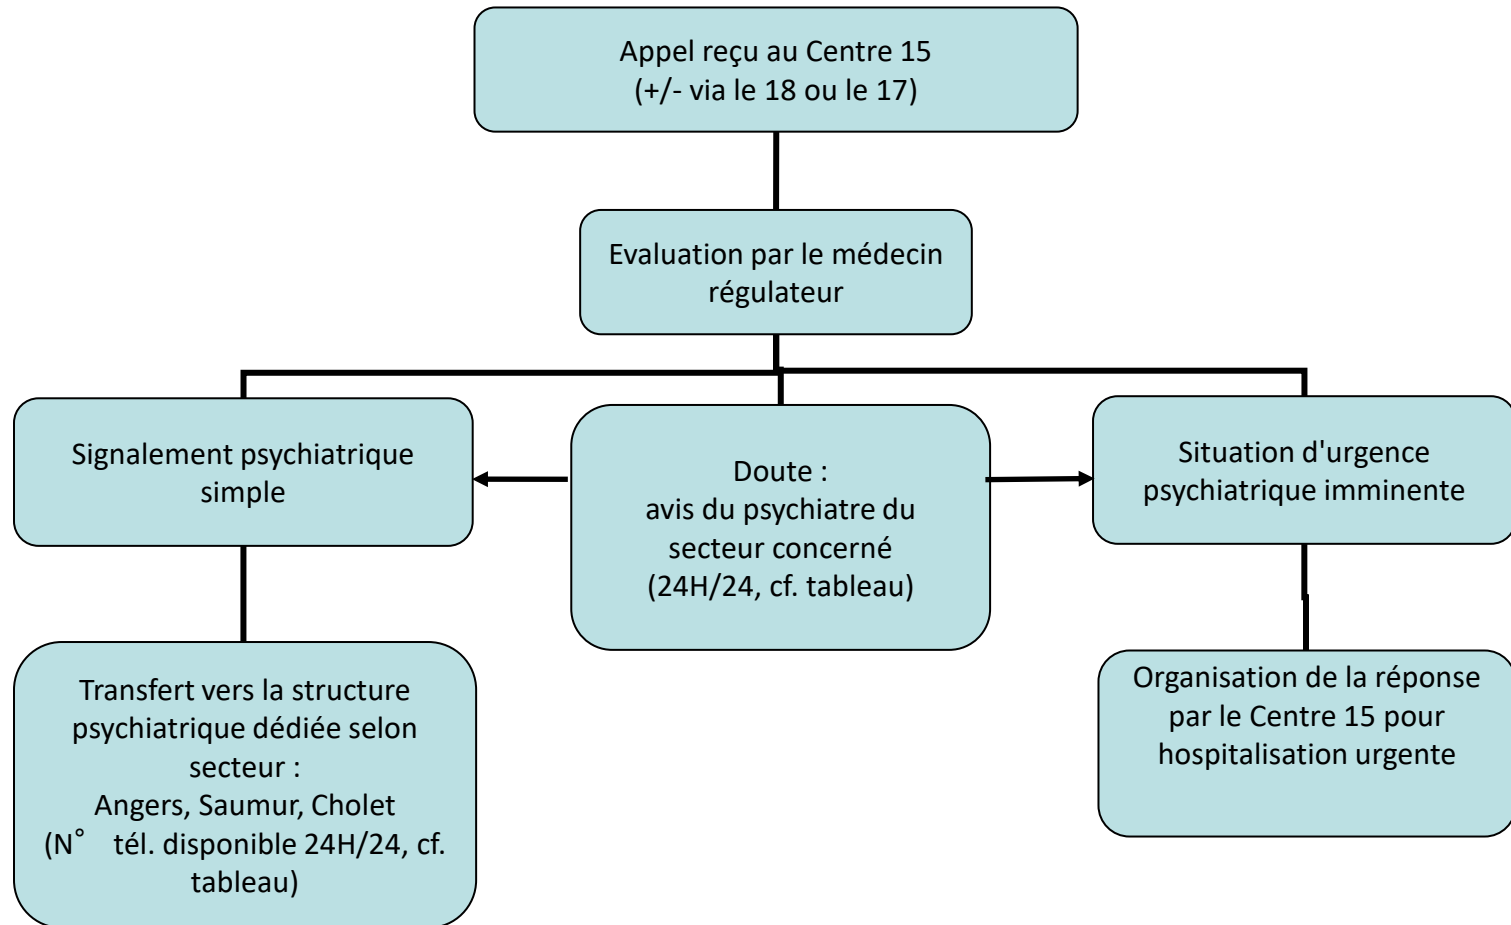 Appel reçu au Centre 15
(+/- via le 18 ou le 17)
Evaluation par le médecin
régulateur
Signalement psychiatrique
simple
Doute :
avis du psychiatre du
secteur concerné
(24H/24, cf. tableau)
Situation d'urgence
psychiatrique imminente
Transfert vers la structure
psychiatrique dédiée selon
secteur :
Angers, Saumur, Cholet
(N° tél. disponible 24H/24, cf.
tableau)
Organisation de la réponse
par le Centre 15 pour
hospitalisation urgente